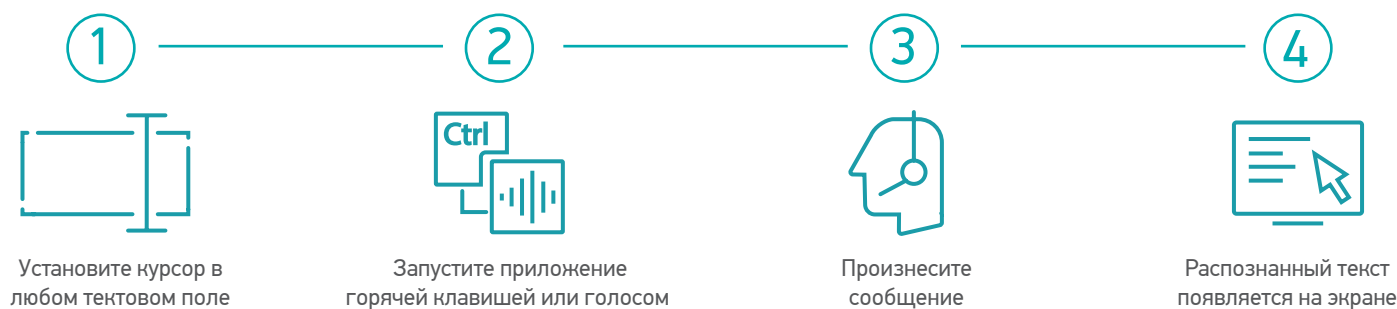 1
2
3
4
Ctrl
Установите курсор в
любом тектовом поле
Запустите приложение
горячей клавишей или голосом
Произнесите
сообщение
Распознанный текст
появляется на экране